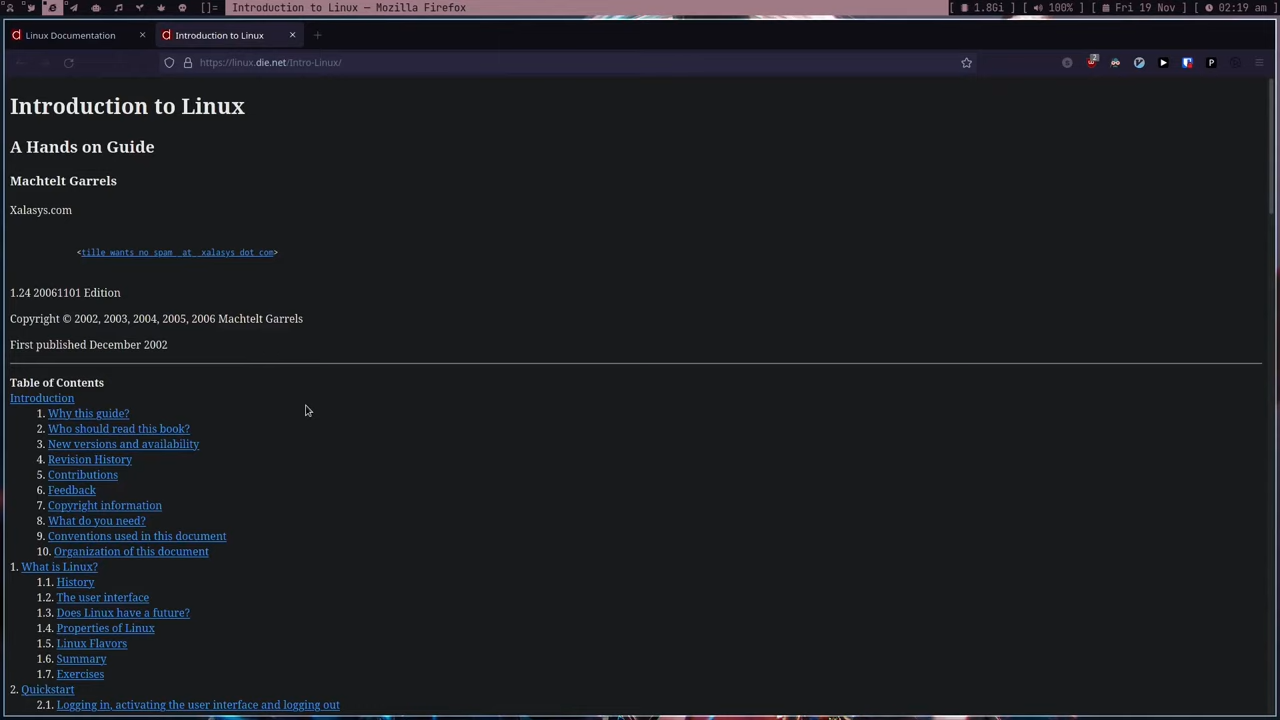 []= Introduction to Linux — Mozilla Firefox 1.8Gi 100% Fri 19 Nov 02:19 am
Linux Documentation Introduction to Linux
https://linux.die.net/Intro-Linux/
2
P
Introduction to Linux
A Hands on Guide
Machtelt Garrels
Xalasys.com
<tille wants no spam _at_ xalasys dot com>
1.24 20061101 Edition
Copyright © 2002, 2003, 2004, 2005, 2006 Machtelt Garrels
First published December 2002
Table of Contents
Introduction
1. Why this guide?
2. Who should read this book?
3. New versions and availability
4. Revision History
5. Contributions
6. Feedback
7. Copyright information
8. What do you need?
9. Conventions used in this document
10. Organization of this document
1. What is Linux?
1.1. History
1.2. The user interface
1.3. Does Linux have a future?
1.4. Properties of Linux
1.5. Linux Flavors
1.6. Summary
1.7. Exercises
2. Quickstart
2.1. Logging in, activating the user interface and logging out